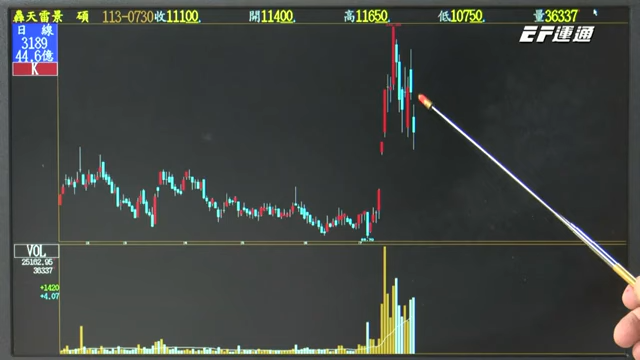 轟天雷景 碩 113-0730收11100 開11400 高11650 低10750 量36337
日線
3189
44.6億
K
EF運通
VOL
25182.95
36337
+1420
+4.07